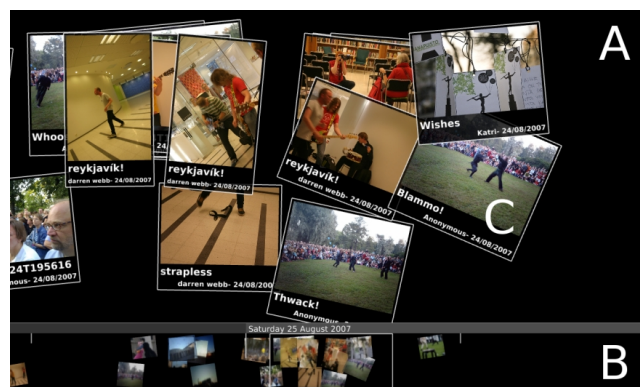 A
Whoo
reykjavík!
darren webb- 24/08/2007
reykjavík!
darren webb- 24/08/2007
reykjavík!
darren webb- 24/08/2007
Wishes
Katri- 24/08/2007
Blammo!
Anonymous- 24/08/2007
C
24T195616
mous- 24/08/2007
strapless
darren webb- 24/08/2007
Thwack!
Saturday 25 August 2007
B